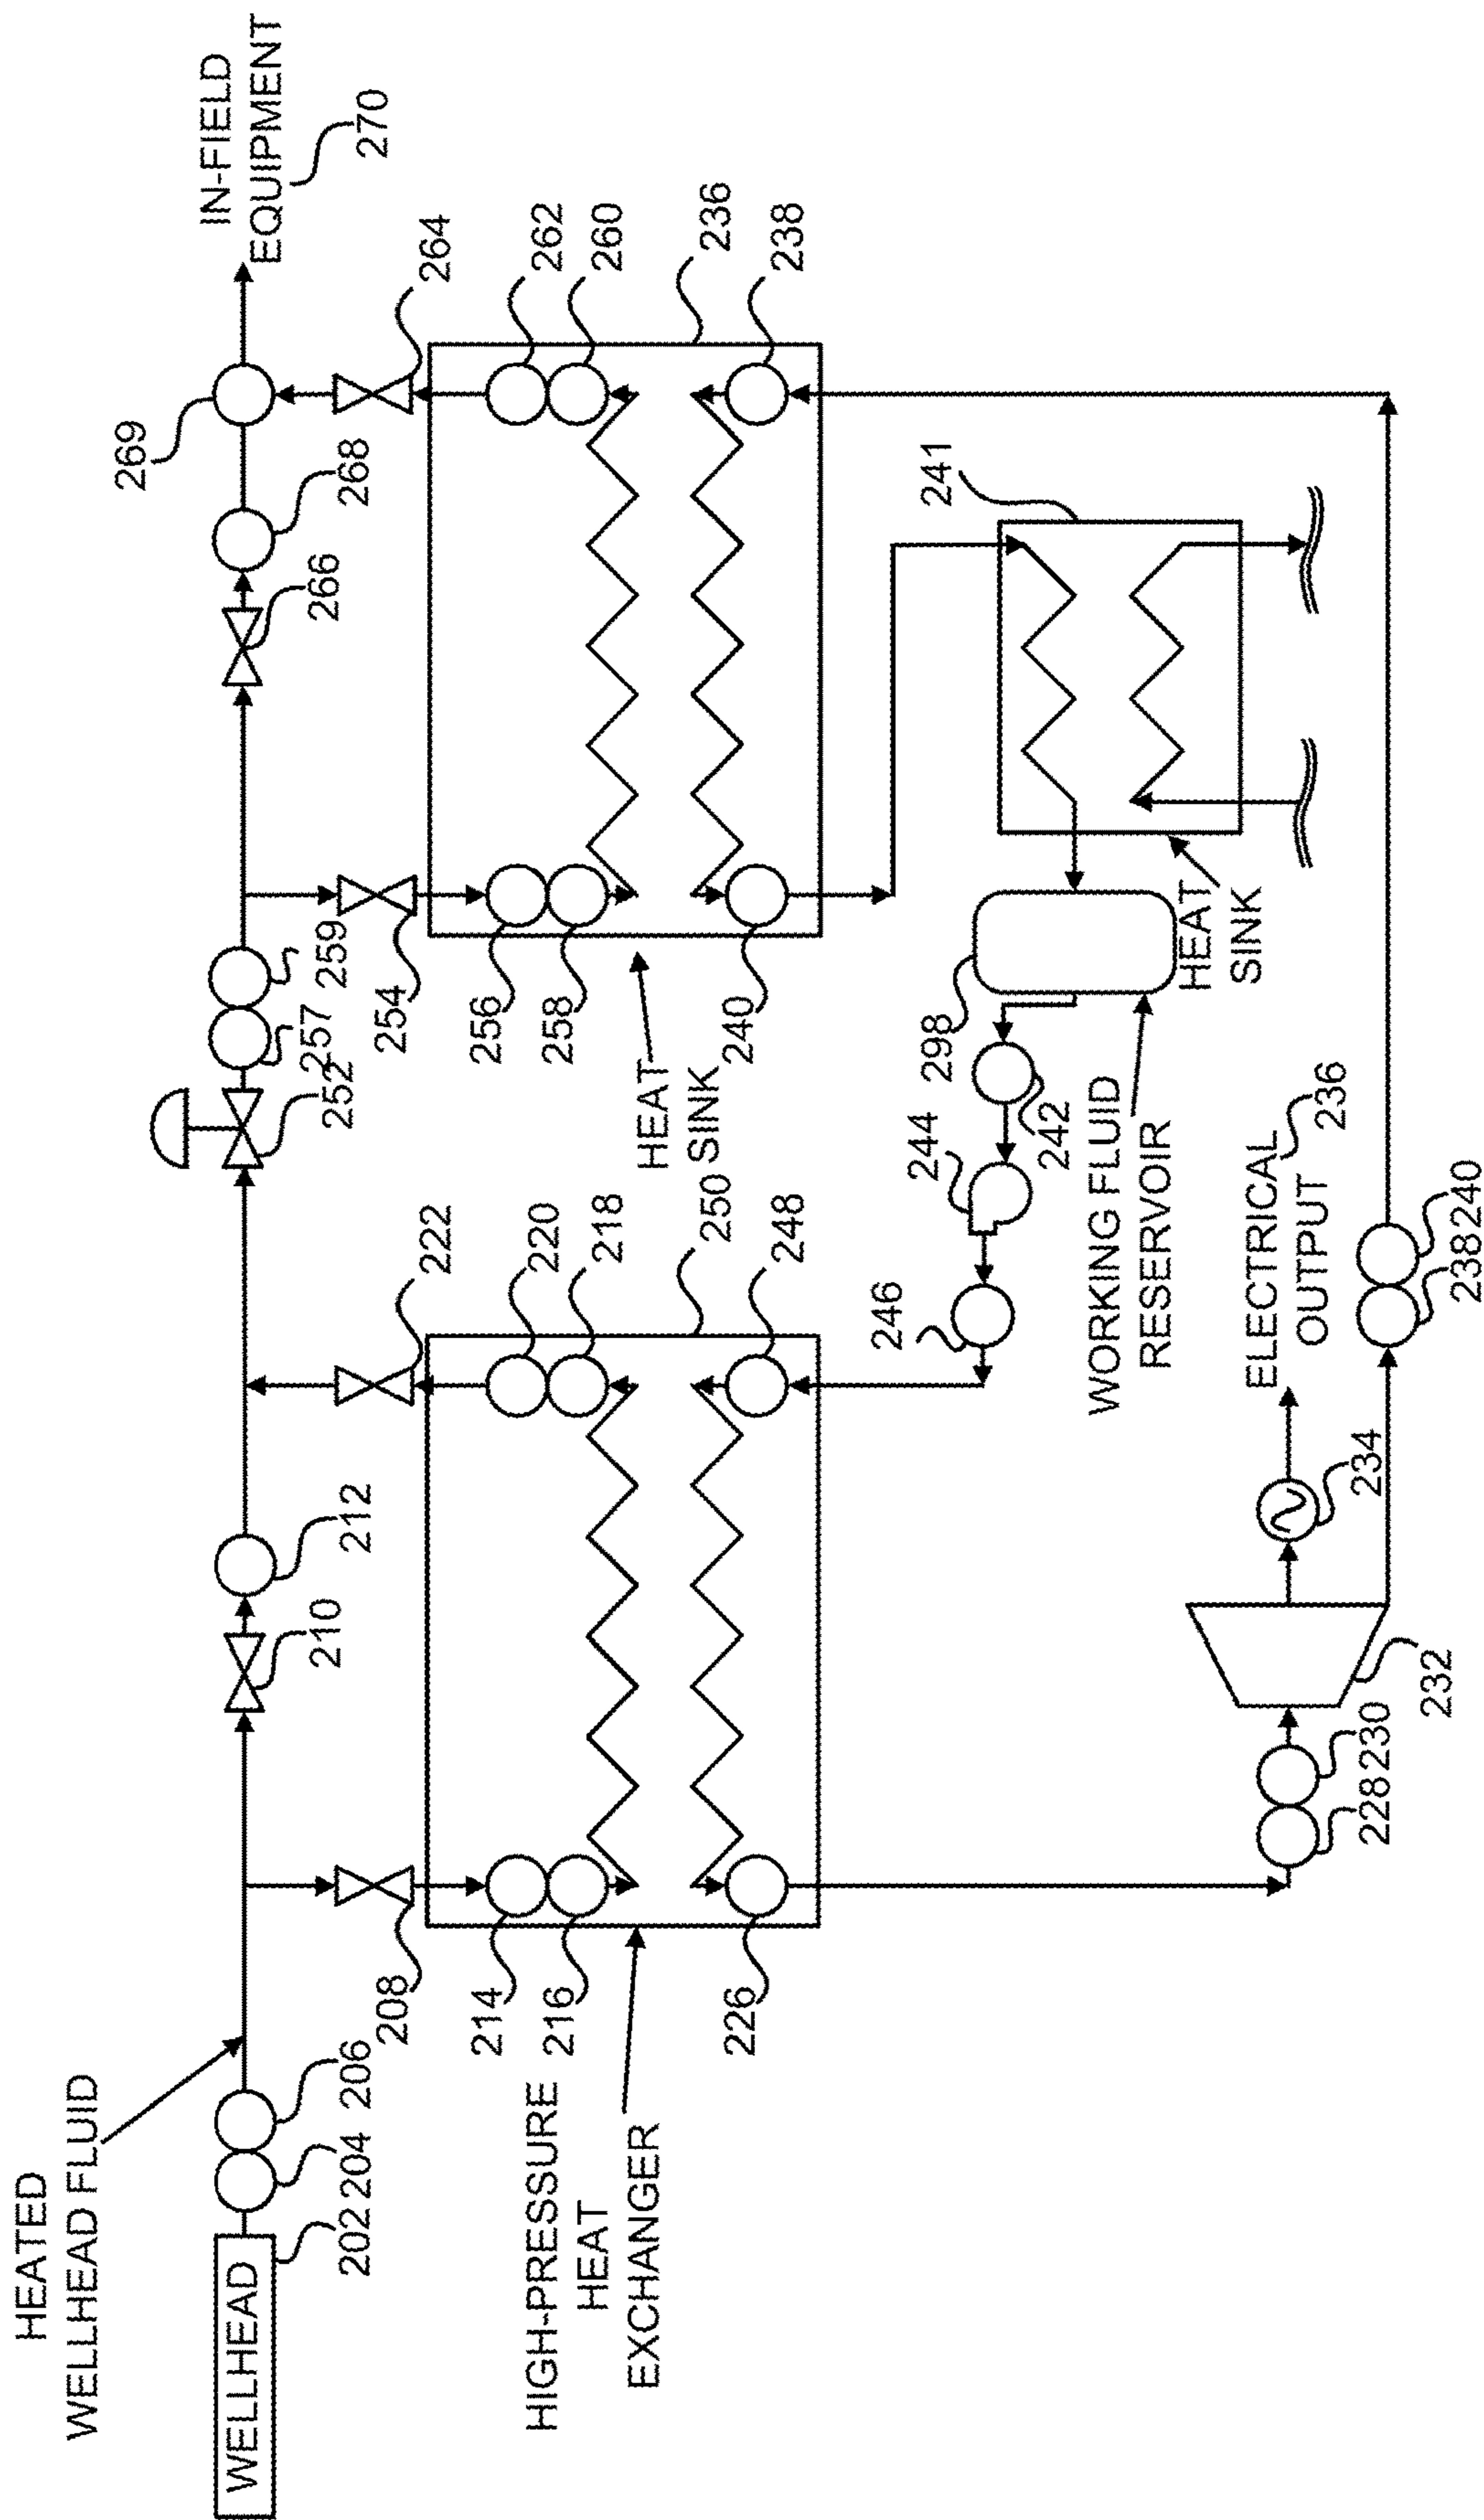 HEATED
WELLHEAD FLUID
WELLHEAD
202
204
206
208
210
212
222
252
257
259
254
266
268
269
264
IN-FIELD
EQUIPMENT
270
HIGH-PRESSURE
HEAT
EXCHANGER
214
216
226
220
218
250
248
HEAT
SINK
256
258
240
262
260
236
238
246
244
242
298
WORKING FLUID
RESERVOIR
HEAT
SINK
241
228
230
232
234
ELECTRICAL
OUTPUT
236
238
240